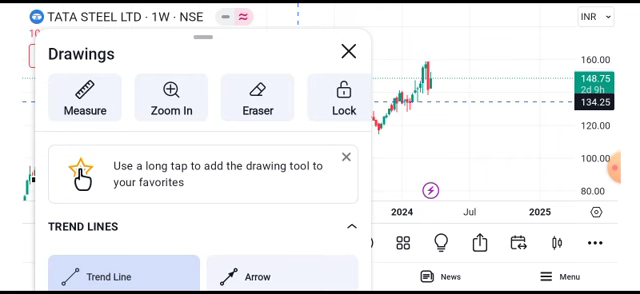 TATA STEEL LTD · 1W · NSE
INR
Drawings
Measure
Zoom In
Eraser
Lock
Use a long tap to add the drawing tool to
your favorites
TREND LINES
Trend Line
Arrow
160.00
148.75
2d 9h
134.25
120.00
100.00
80.00
2024
Jul
2025
News
Menu